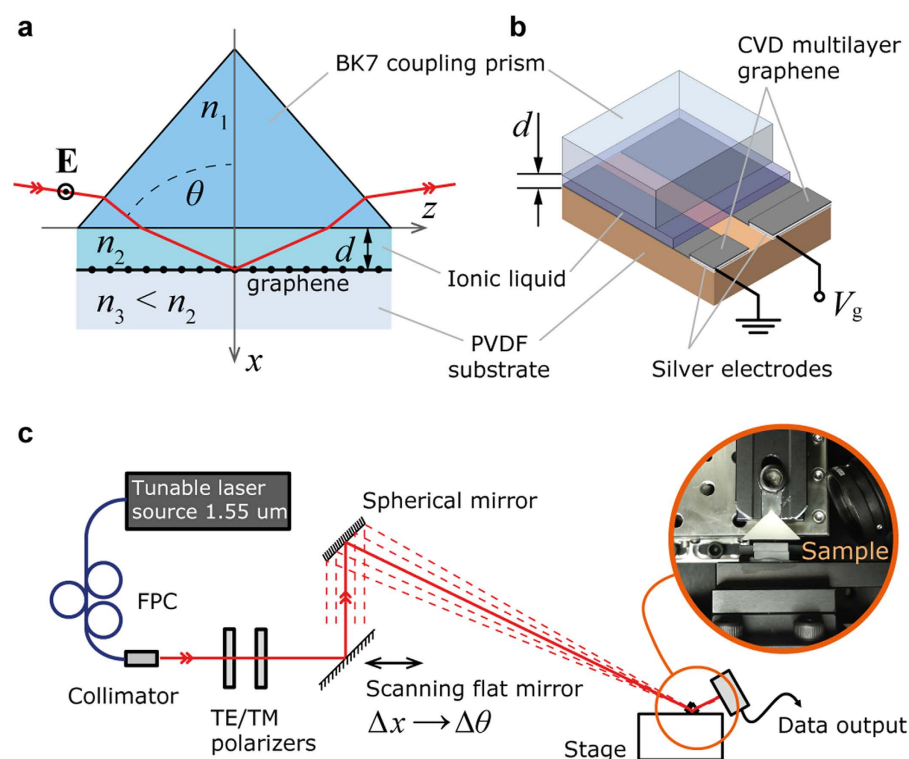 a
BK7 coupling prism
n₁
E
θ
z
n₂
d
graphene
n₃ < n₂
x
Ionic liquid
PVDF
substrate
b
CVD multilayer
graphene
d
V_g
Silver electrodes
c
Tunable laser
source 1.55 um
FPC
Collimator
TE/TM
polarizers
Spherical mirror
Scanning flat mirror
Δx → Δθ
Sample
Stage
Data output